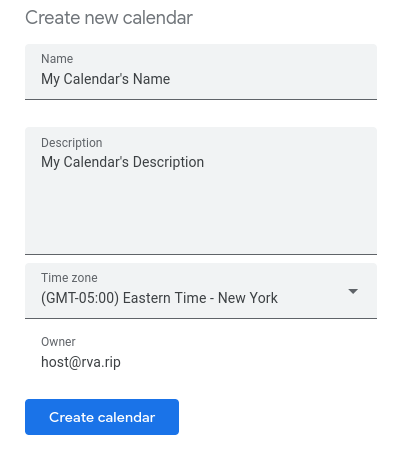 Create new calendar
Name
My Calendar's Name
Description
My Calendar's Description
Time zone
(GMT-05:00) Eastern Time - New York
Owner
host@rva.rip
Create calendar